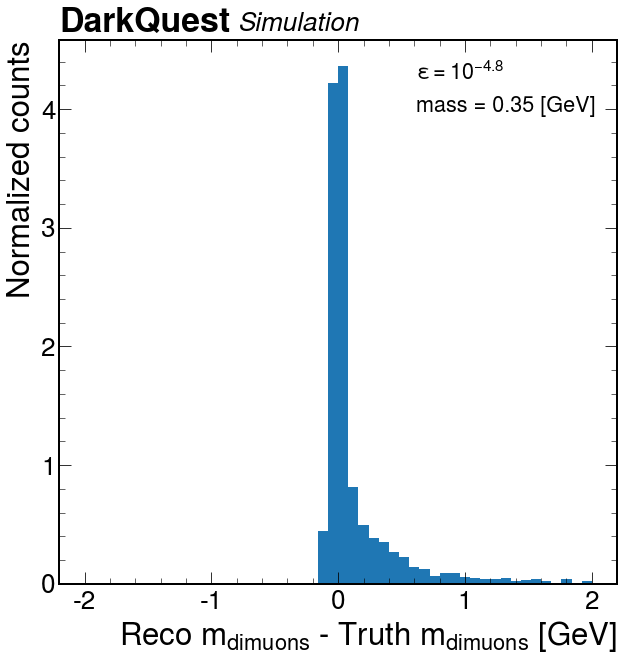 DarkQuest Simulation
ε = 10⁻⁴·⁸
mass = 0.35 [GeV]
Normalized counts
4
3
2
1
0
-2 -1 0 1 2
Reco m_dimuons - Truth m_dimuons [GeV]